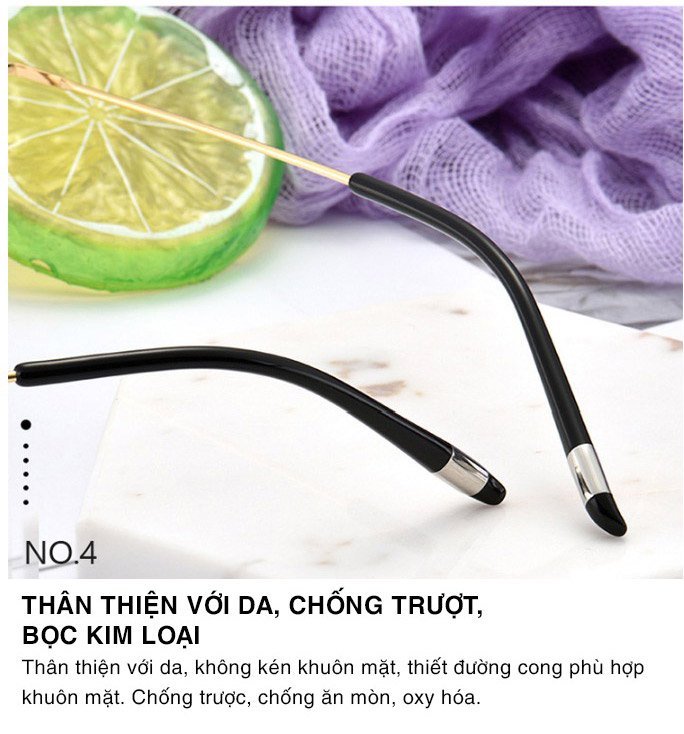 NO.4
THÂN THIỆN VỚI DA, CHỐNG TRƯỢT,
BỌC KIM LOẠI
Thân thiện với da, không kén khuôn mặt, thiết đường cong phù hợp
khuôn mặt. Chống trược, chống ăn mòn, oxy hóa.